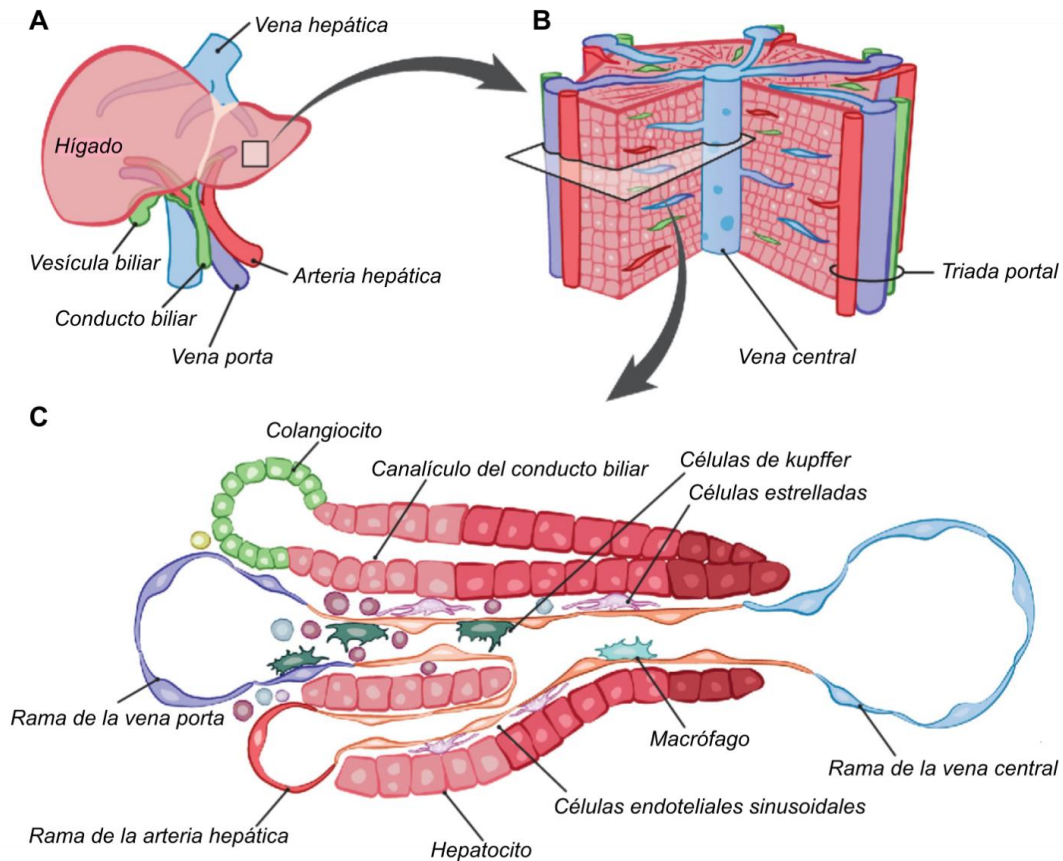 A
Vena hepática
Hígado
Vesícula biliar
Conducto biliar
Arteria hepática
Vena porta
B
Triada portal
Vena central
C
Colangiocito
Canalículo del conducto biliar
Células de kupffer
Células estrelladas
Rama de la vena porta
Macrófago
Rama de la vena central
Células endoteliales sinusoidales
Rama de la arteria hepática
Hepatocito